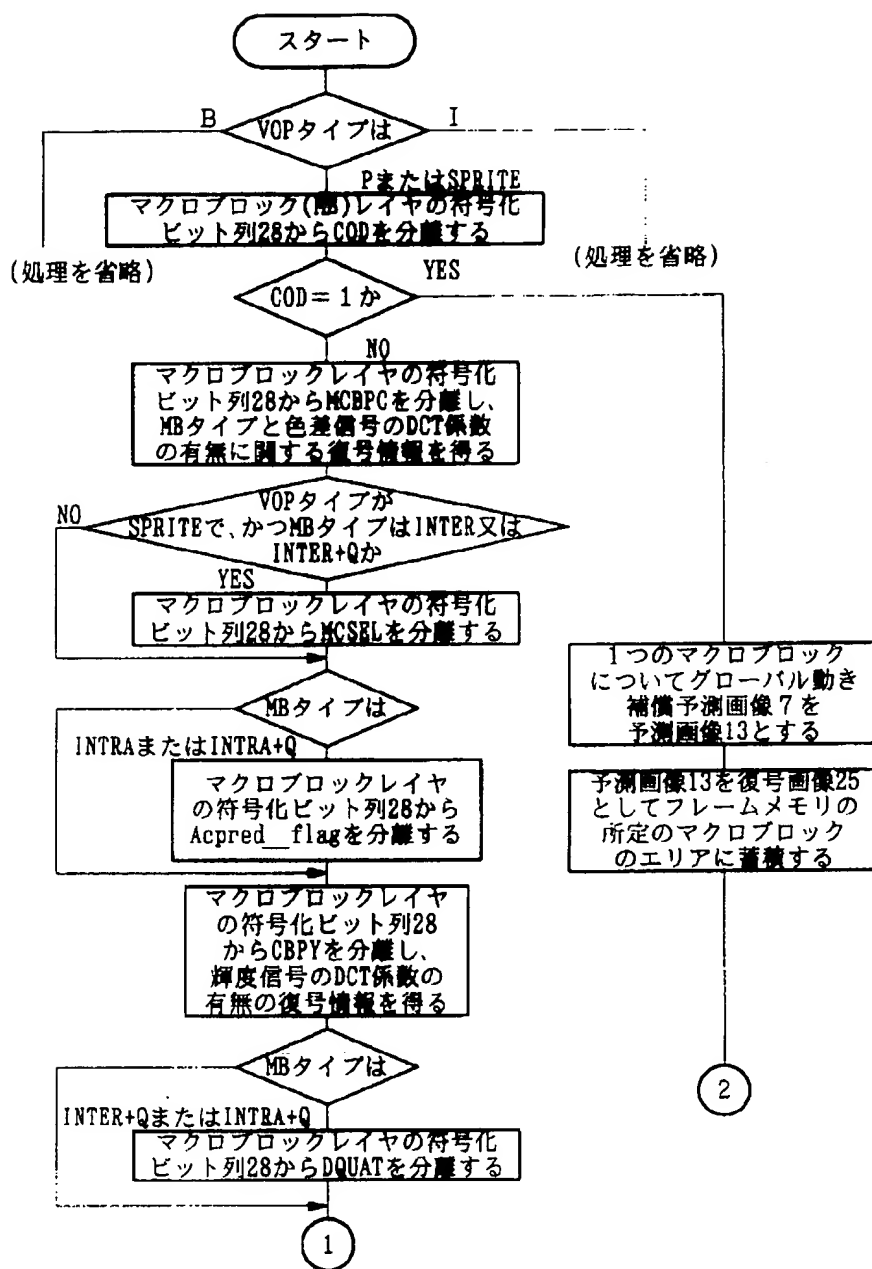 スタート
B
VOPタイプは
I
PまたはSPRITE
マクロブロック(MB)レイヤの符号化
ビット列28からCODを分離する
(処理を省略)
(処理を省略)
COD=1か
YES
NO
マクロブロックレイヤの符号化
ビット列28からMCBPCを分離し、
MBタイプと色差信号のDCT係数
の有無に関する復号情報を得る
VOPタイプが
SPRITEで、かつMBタイプはINTER又は
INTER+Qか
NO
YES
マクロブロックレイヤの符号化
ビット列28からMCSELを分離する
MBタイプは
INTRAまたはINTRA+Q
マクロブロックレイヤ
の符号化ビット列28から
Acpred__flagを分離する
マクロブロックレイヤ
の符号化ビット列28
からCBPYを分離し、
輝度信号のDCT係数の
有無の復号情報を得る
MBタイプは
INTER+QまたはINTRA+Q
マクロブロックレイヤの符号化
ビット列28からDQUATを分離する
1
1つのマクロブロック
についてグローバル動き
補償予測画像7を
予測画像13とする
予測画像13を復号画像25
としてフレームメモリの
所定のマクロブロック
のエリアに蓄積する
2